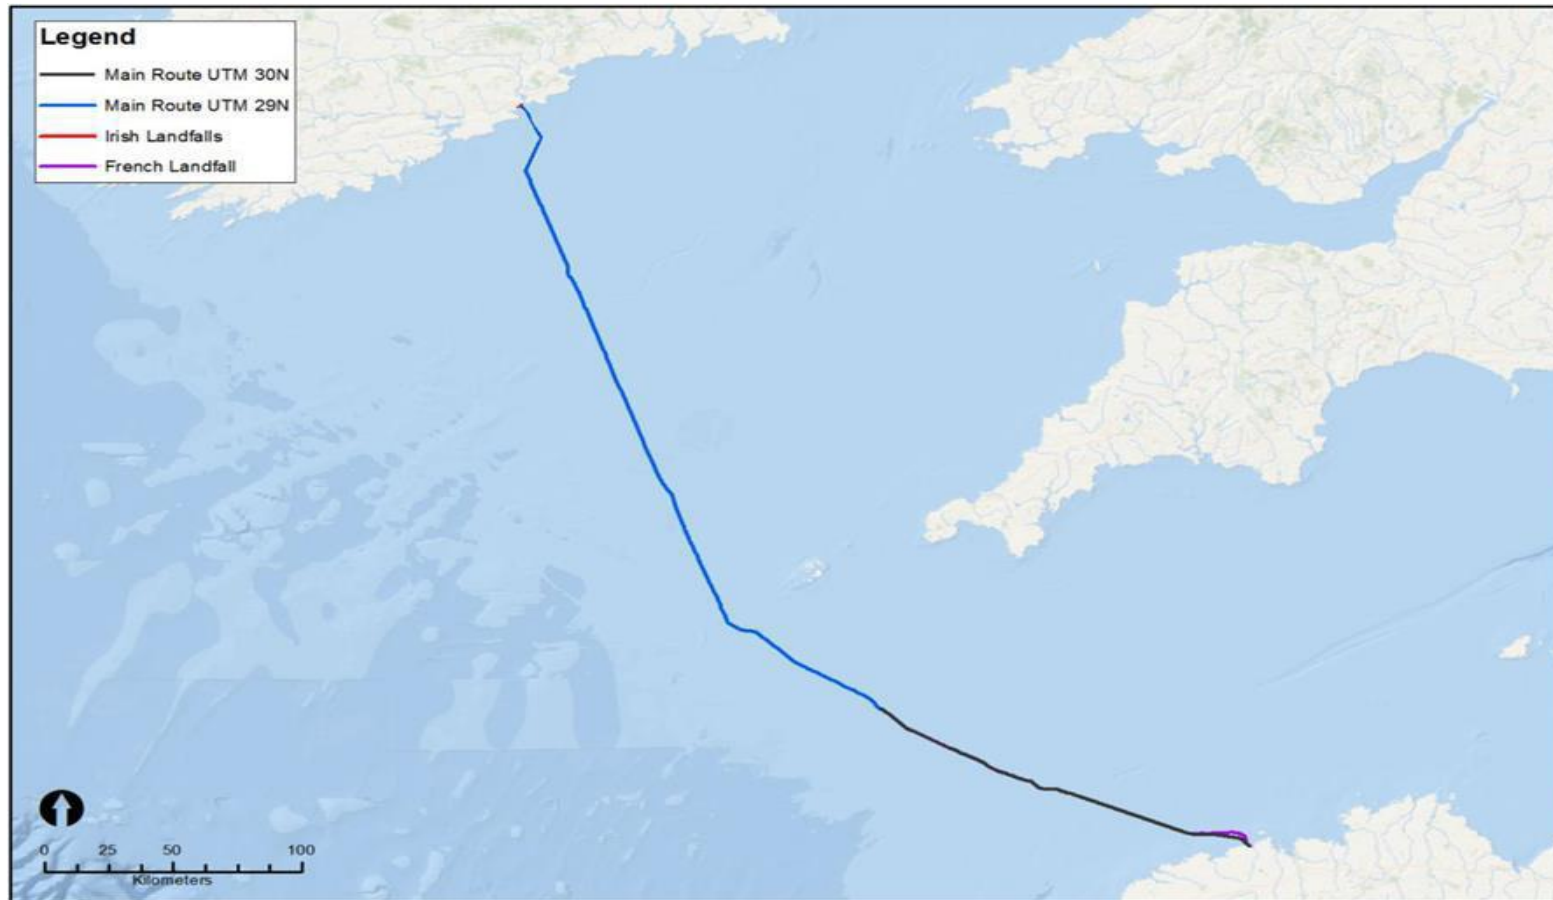 Legend
Main Route UTM 30N
Main Route UTM 29N
Irish Landfalls
French Landfall
0 25 50 100
Kilometers